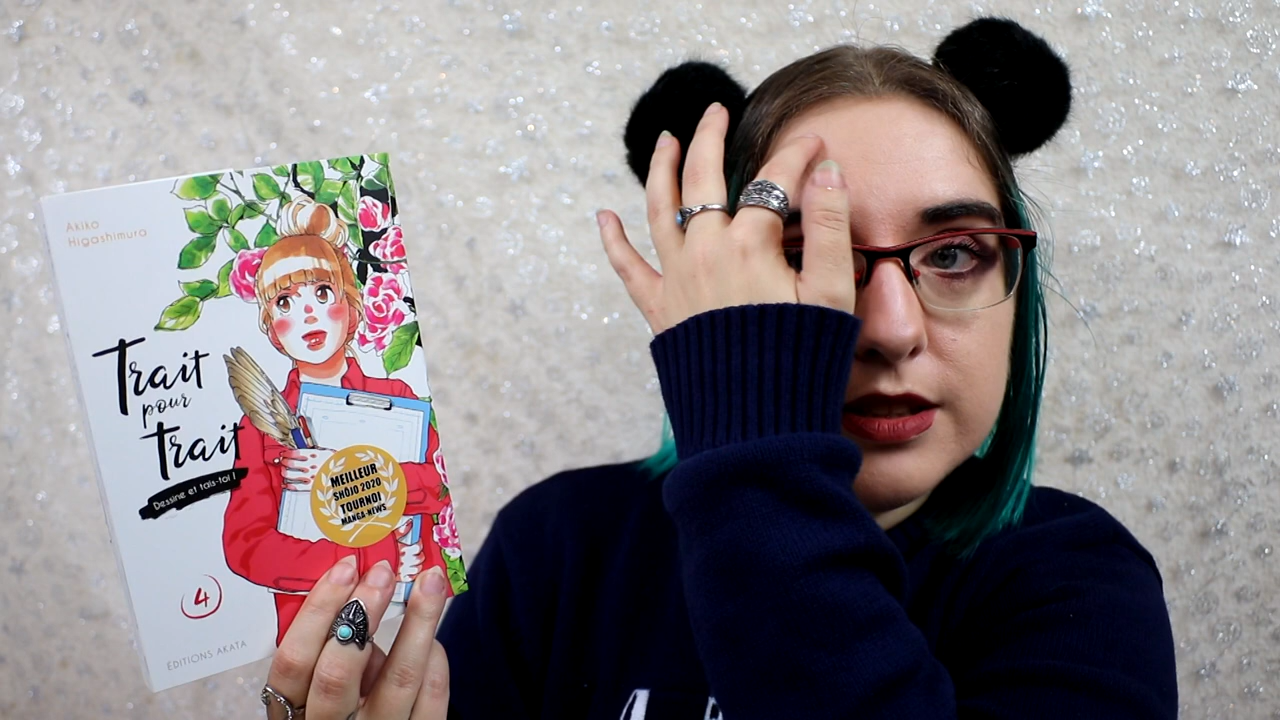 Akiko
Higashimura
Trait
pour
trait
Dessine et tais-toi !
MEILLEUR
SHÔJO 2020
TOURNOI
MANGA-NEWS
4
EDITIONS AKATA